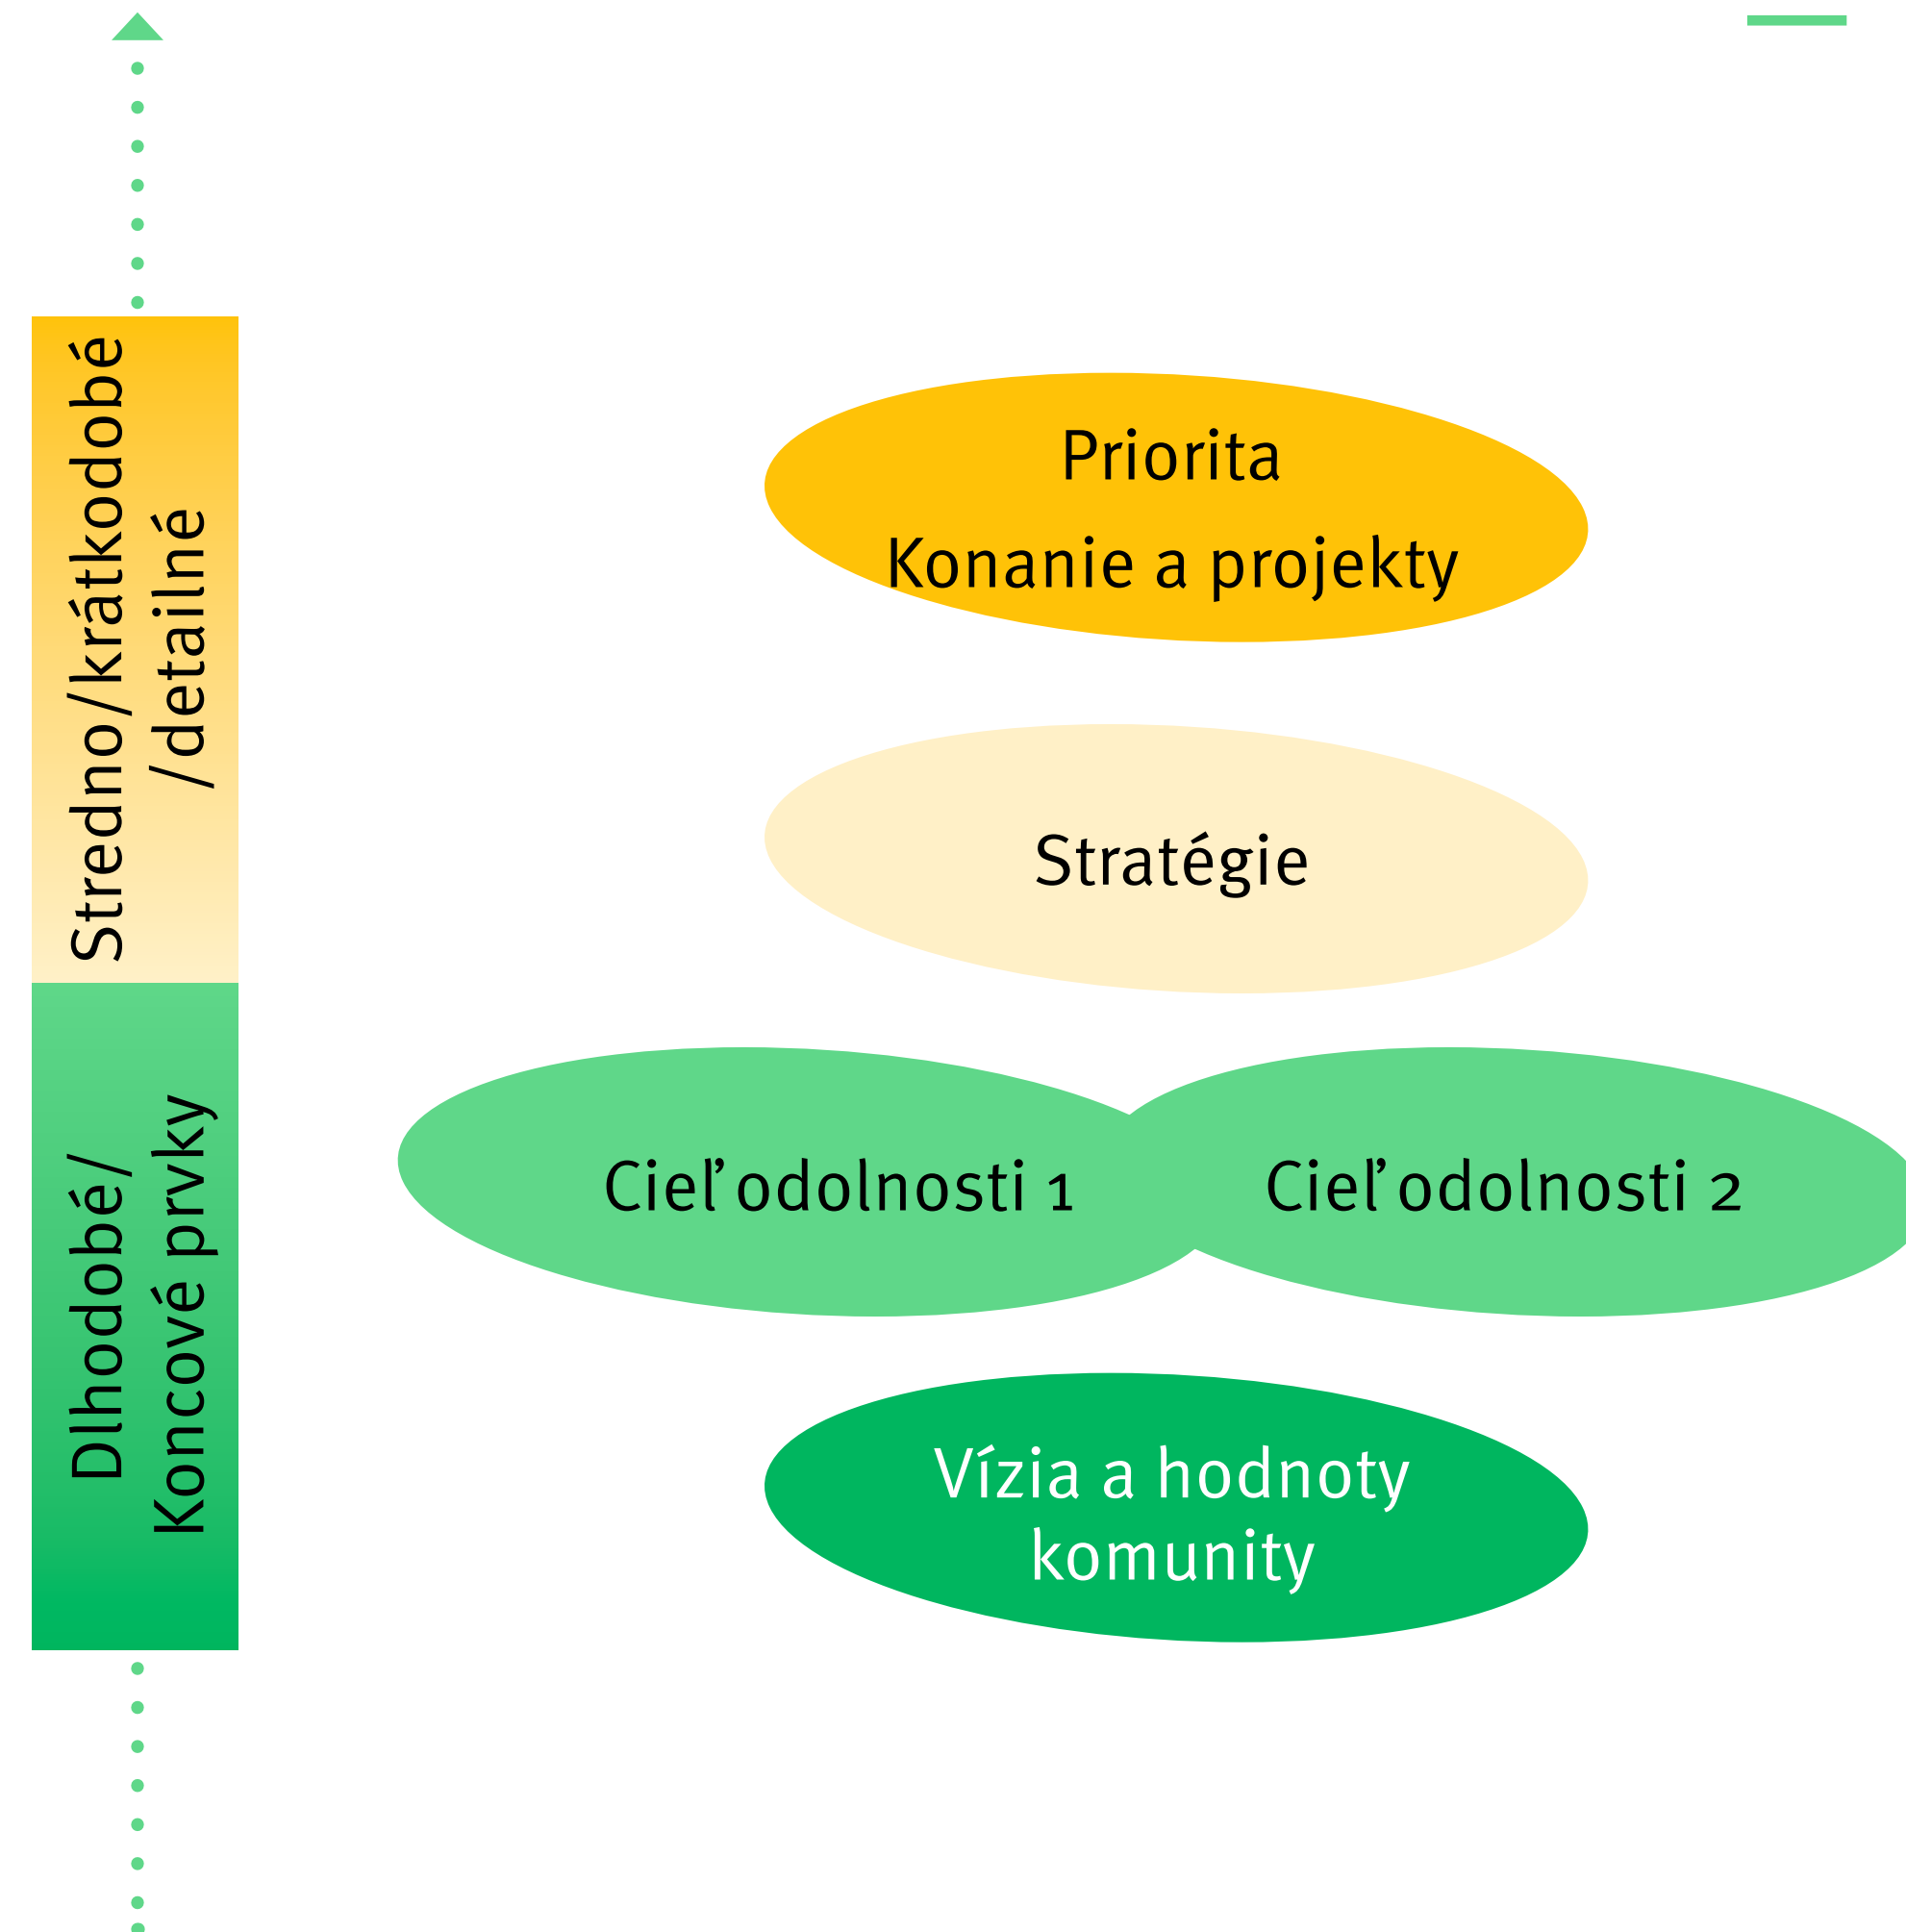 Stredno/krátkodobé
/detailné
Priorita
Konanie a projekty
Stratégie
Dlhodobé/
Koncové prvky
Cieľ odolnosti 1
Cieľ odolnosti 2
Vízia a hodnoty
komunity